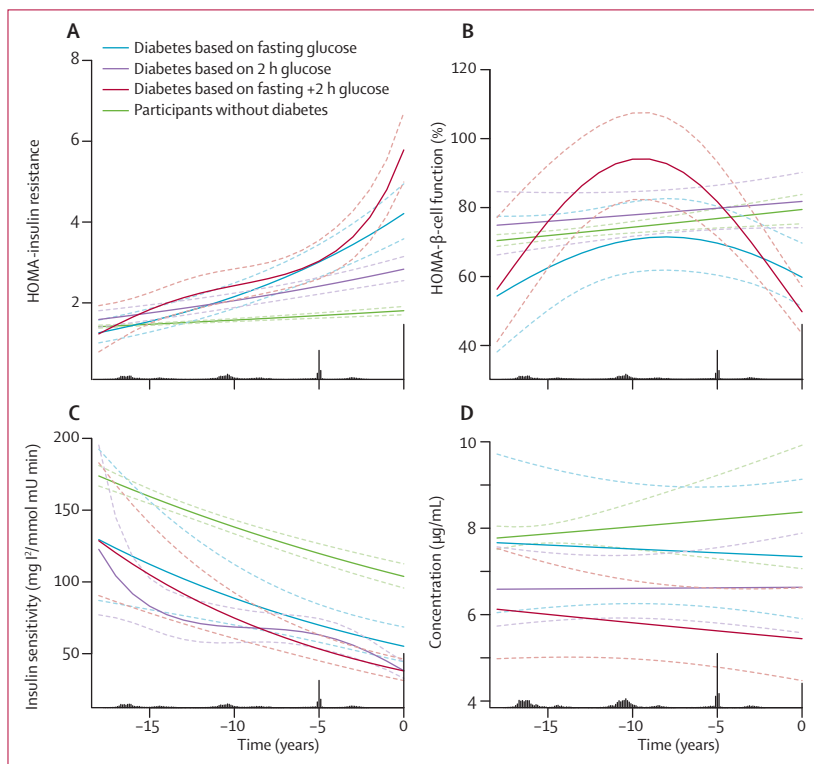 A
Diabetes based on fasting glucose
Diabetes based on 2 h glucose
Diabetes based on fasting +2 h glucose
Participants without diabetes
8
6
4
2
HOMA-insulin resistance
B
120
100
80
60
40
HOMA-β-cell function (%)
C
200
150
100
50
Insulin sensitivity (mg l²/mmol mU min)
−15
−10
−5
0
Time (years)
D
10
8
6
4
Concentration (µg/mL)
−15
−10
−5
0
Time (years)